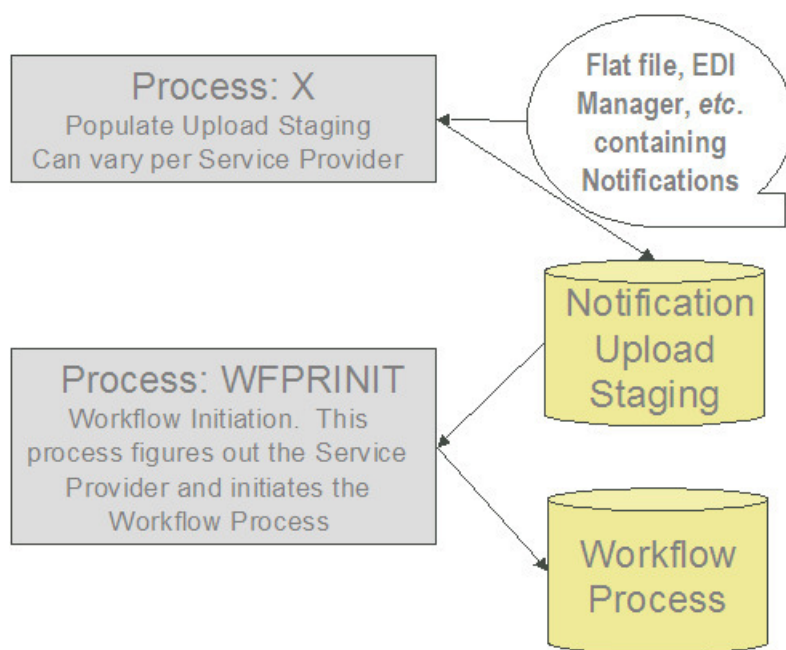 Process: X
Populate Upload Staging
Can vary per Service Provider
Flat file, EDI
Manager, etc.
containing
Notifications
Notification
Upload
Staging
Process: WFPRINIT
Workflow Initiation.  This
process figures out the Service
Provider and initiates the
Workflow Process
Workflow
Process